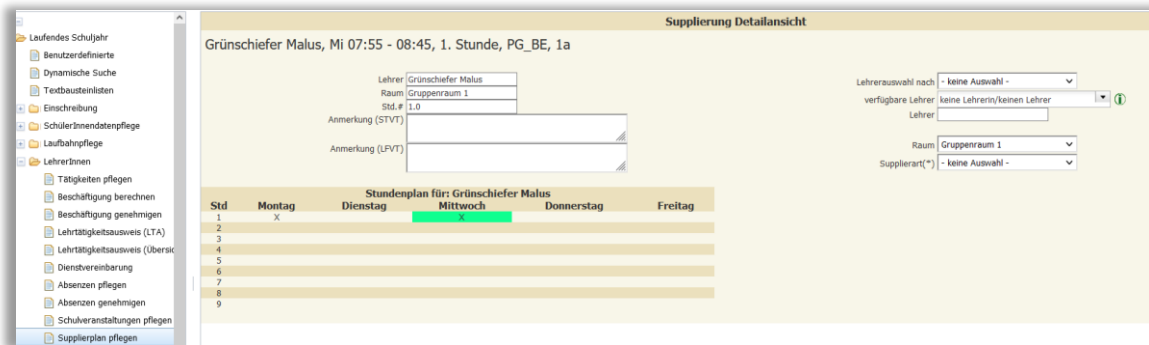 Laufendes Schuljahr
Benutzerdefinierte
Dynamische Suche
Textbausteinlisten
Einschreibung
SchülerInnendatenpflege
Laufbahnpflege
LehrerInnen
Tätigkeiten pflegen
Beschäftigung berechnen
Beschäftigung genehmigen
Lehrtätigkeitsausweis (LTA)
Lehrtätigkeitsausweis (Übersic
Dienstvereinbarung
Absenzen pflegen
Absenzen genehmigen
Schulveranstaltungen pflegen
Supplierplan pflegen
Supplierung Detailansicht
Grünschiefer Malus, Mi 07:55 - 08:45, 1. Stunde, PG_BE, 1a
Lehrer Grünschiefer Malus
Raum Gruppenraum 1
Std.# 1.0
Anmerkung (STVT)
Anmerkung (LFVT)
Lehrerauswahl nach - keine Auswahl -
verfügbare Lehrer keine Lehrerin/keinen Lehrer
Lehrer
Raum Gruppenraum 1
Supplierart(*) - keine Auswahl -
Stundenplan für: Grünschiefer Malus
Std Montag Dienstag Mittwoch Donnerstag Freitag
1 X X
2
3
4
5
6
7
8
9